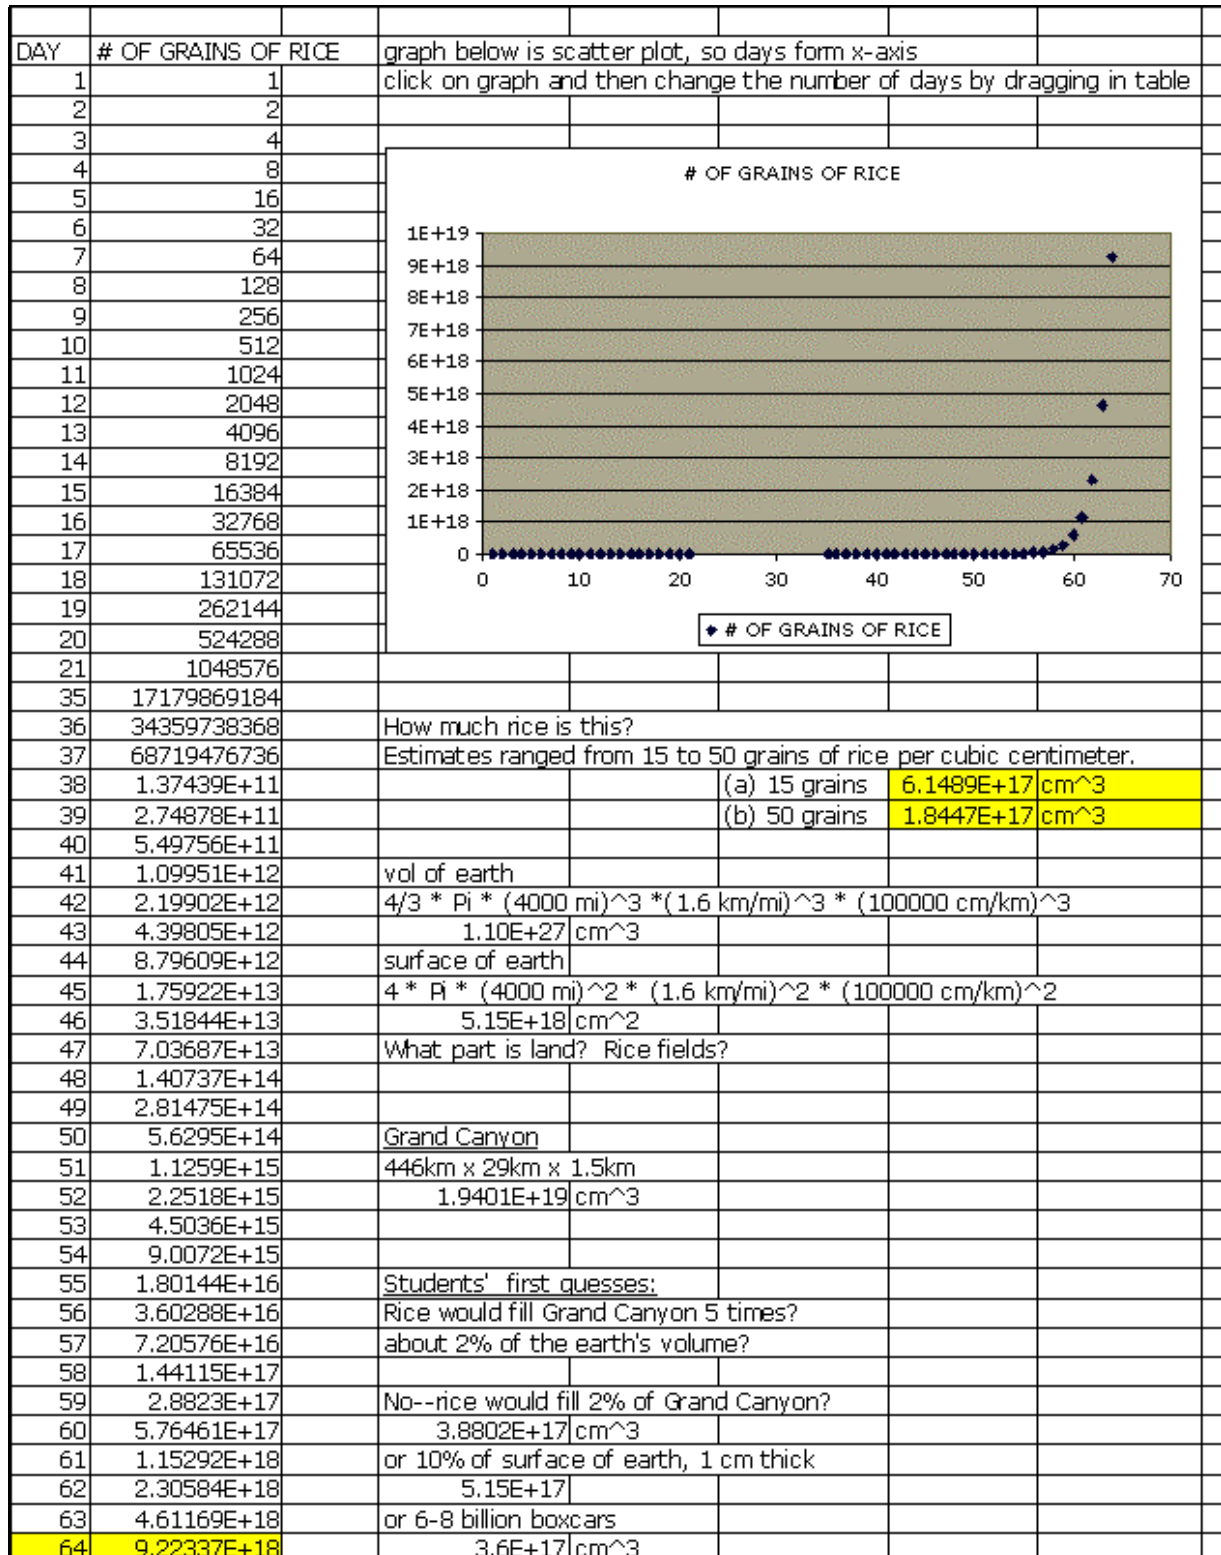 DAY # OF GRAINS OF RICE graph below is scatter plot, so days form x-axis
1 1 click on graph and then change the number of days by dragging in table
2 2
3 4
4 8
5 16
6 32
7 64
8 128
9 256
10 512
11 1024
12 2048
13 4096
14 8192
15 16384
16 32768
17 65536
18 131072
19 262144
20 524288
21 1048576
# OF GRAINS OF RICE
1E+19
9E+18
8E+18
7E+18
6E+18
5E+18
4E+18
3E+18
2E+18
1E+18
0
0 10 20 30 40 50 60 70
# OF GRAINS OF RICE
35 17179869184
36 34359738368 How much rice is this?
37 68719476736 Estimates ranged from 15 to 50 grains of rice per cubic centimeter.
38 1.37439E+11 (a) 15 grains 6.1489E+17 cm^3
39 2.74878E+11 (b) 50 grains 1.8447E+17 cm^3
40 5.49756E+11
41 1.09951E+12 vol of earth
42 2.19902E+12 4/3 * Pi * (4000 mi)^3 *(1.6 km/mi)^3 * (100000 cm/km)^3
43 4.39805E+12 1.10E+27 cm^3
44 8.79609E+12 surface of earth
45 1.75922E+13 4 * Pi * (4000 mi)^2 * (1.6 km/mi)^2 * (100000 cm/km)^2
46 3.51844E+13 5.15E+18 cm^2
47 7.03687E+13 What part is land? Rice fields?
48 1.40737E+14
49 2.81475E+14
50 5.6295E+14 Grand Canyon
51 1.1259E+15 446km x 29km x 1.5km
52 2.2518E+15 1.9401E+19 cm^3
53 4.5036E+15
54 9.0072E+15
55 1.80144E+16 Students' first guesses:
56 3.60288E+16 Rice would fill Grand Canyon 5 times?
57 7.20576E+16 about 2% of the earth's volume?
58 1.44115E+17
59 2.8823E+17 No--rice would fill 2% of Grand Canyon?
60 5.76461E+17 3.8802E+17 cm^3
61 1.15292E+18 or 10% of surface of earth, 1 cm thick
62 2.30584E+18 5.15E+17
63 4.61169E+18 or 6-8 billion boxcars
64 9.22337E+18 3.6E+17 cm^3